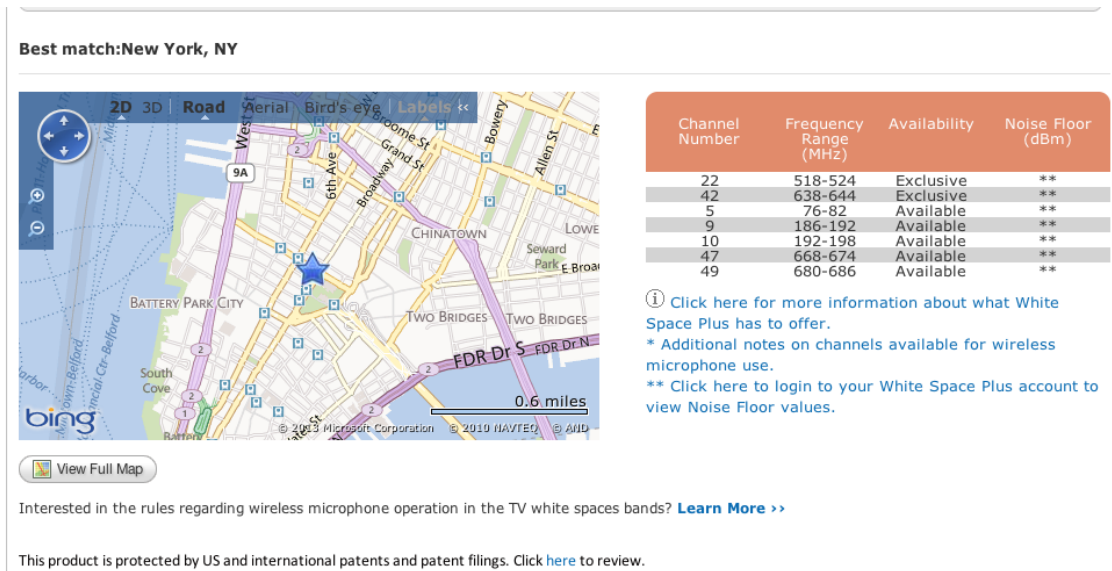 Best match:New York, NY
2D 3D Road Aerial Bird's eye Labels <<
West St
6th Ave
Broadway
Broome St
Grand St
Bowery
Allen St
9A
2
CHINATOWN
LOWE
Seward
Park
E Broa
BATTERY PARK CITY
TWO BRIDGES
TWO BRIDGES
FDR Dr S
FDR Dr N
2
2
South
Cove
2
1
2
bing
0.6 miles
© 2013 Microsoft Corporation © 2010 NAVTEQ © AND
Channel Frequency Availability Noise Floor
Number Range (dBm)
(MHz)
22 518-524 Exclusive **
42 638-644 Exclusive **
5 76-82 Available **
9 186-192 Available **
10 192-198 Available **
47 668-674 Available **
49 680-686 Available **
Click here for more information about what White
Space Plus has to offer.
* Additional notes on channels available for wireless
microphone use.
** Click here to login to your White Space Plus account to
view Noise Floor values.
View Full Map
Interested in the rules regarding wireless microphone operation in the TV white spaces bands? Learn More ››
This product is protected by US and international patents and patent filings. Click here to review.